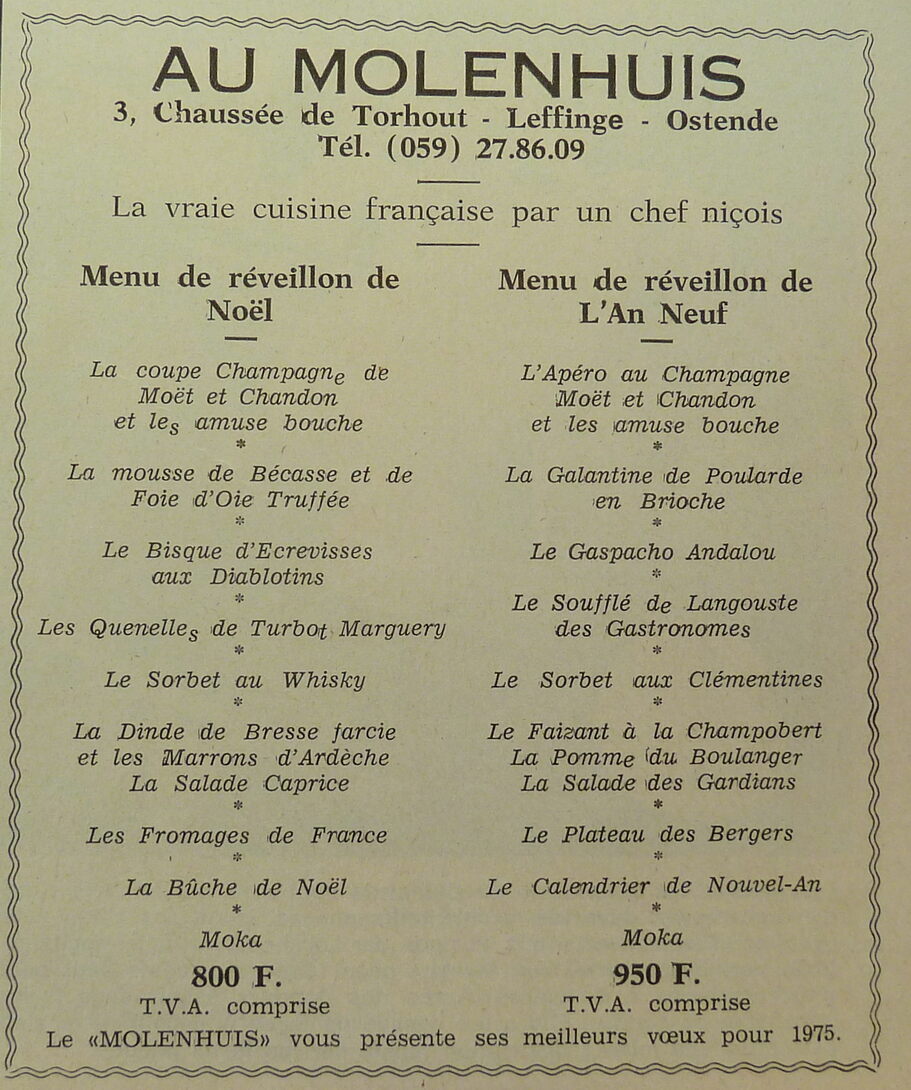 AU MOLENHUIS
3, Chaussée de Torhout - Leffinge - Ostende
Tél. (059) 27.86.09
La vraie cuisine française par un chef niçois
Menu de réveillon de
Noël
La coupe Champagne de
Moët et Chandon
et les amuse bouche
*
La mousse de Bécasse et de
Foie d'Oie Truffée
*
Le Bisque d'Ecrevisses
aux Diablotins
*
Les Quenelles de Turbot Marguery
*
Le Sorbet au Whisky
*
La Dinde de Bresse farcie
et les Marrons d'Ardèche
La Salade Caprice
*
Les Fromages de France
*
La Bûche de Noël
*
Moka
800 F.
T.V.A. comprise
Menu de réveillon de
L'An Neuf
L'Apéro au Champagne
Moët et Chandon
et les amuse bouche
*
La Galantine de Poularde
en Brioche
*
Le Gaspacho Andalou
*
Le Soufflé de Langouste
des Gastronomes
*
Le Sorbet aux Clémentines
*
Le Faizant à la Champobert
La Pomme du Boulanger
La Salade des Gardians
*
Le Plateau des Bergers
*
Le Calendrier de Nouvel-An
*
Moka
950 F.
T.V.A. comprise
Le «MOLENHUIS» vous présente ses meilleurs vœux pour 1975.